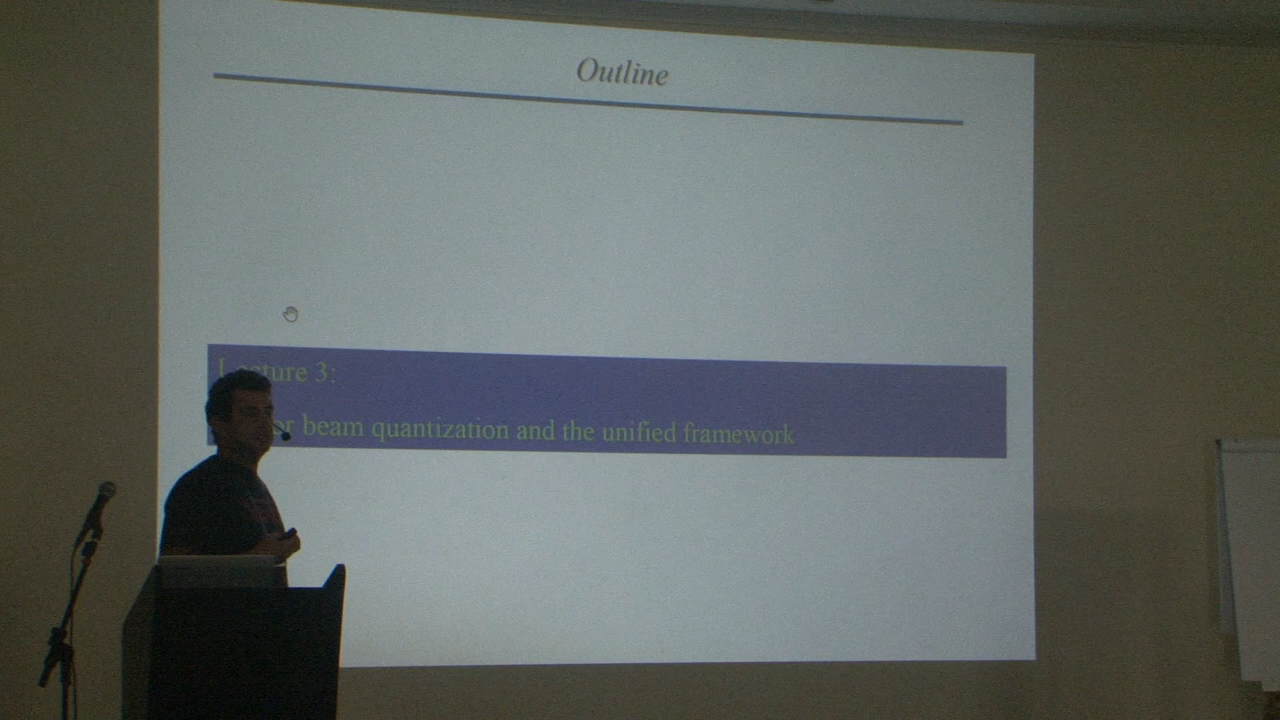 Outline
Lecture 3:
beam quantization and the unified framework